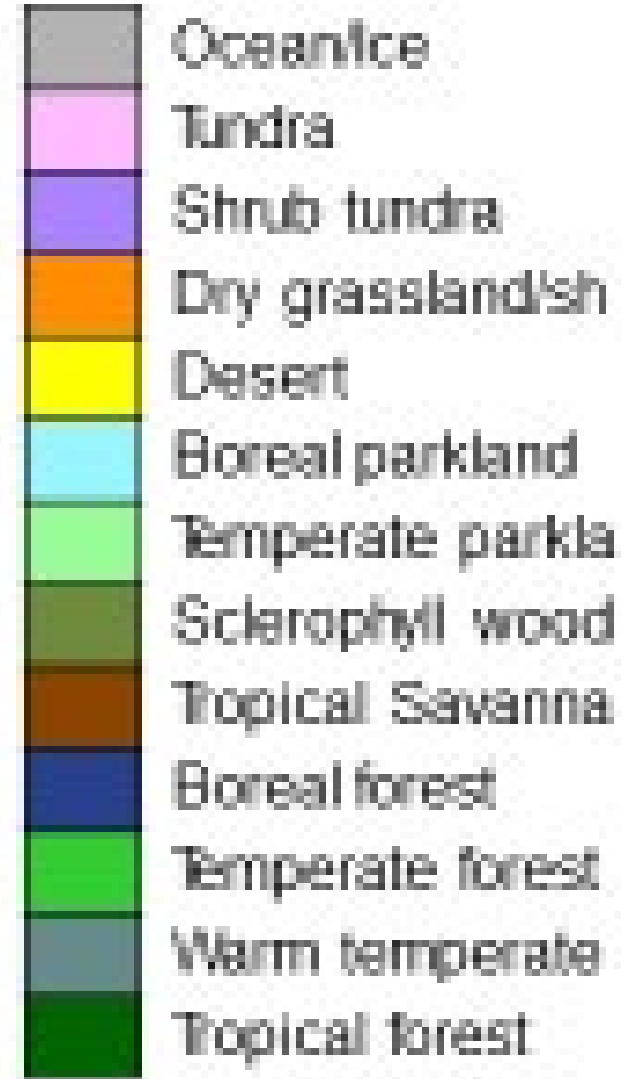 Ocean/Ice
Tundra
Shrub tundra
Dry grassland/sh
Desert
Boreal parkland
Temperate parkla
Sclerophyll wood
Tropical Savanna
Boreal forest
Temperate forest
Warm temperate
Tropical forest